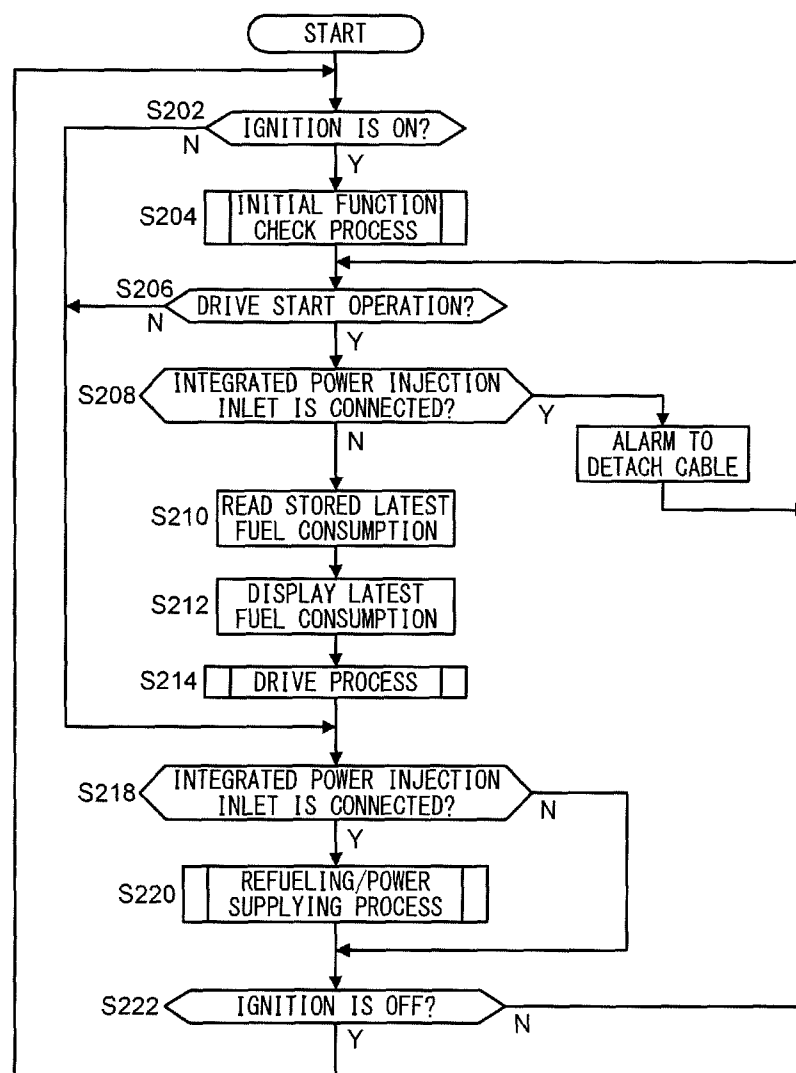 START
S202
IGNITION IS ON?
N
Y
S204
INITIAL FUNCTION
CHECK PROCESS
S206
DRIVE START OPERATION?
N
Y
S208
INTEGRATED POWER INJECTION
INLET IS CONNECTED?
Y
N
ALARM TO
DETACH CABLE
S210
READ STORED LATEST
FUEL CONSUMPTION
S212
DISPLAY LATEST
FUEL CONSUMPTION
S214
DRIVE PROCESS
S218
INTEGRATED POWER INJECTION
INLET IS CONNECTED?
N
Y
S220
REFUELING/POWER
SUPPLYING PROCESS
S222
IGNITION IS OFF?
N
Y